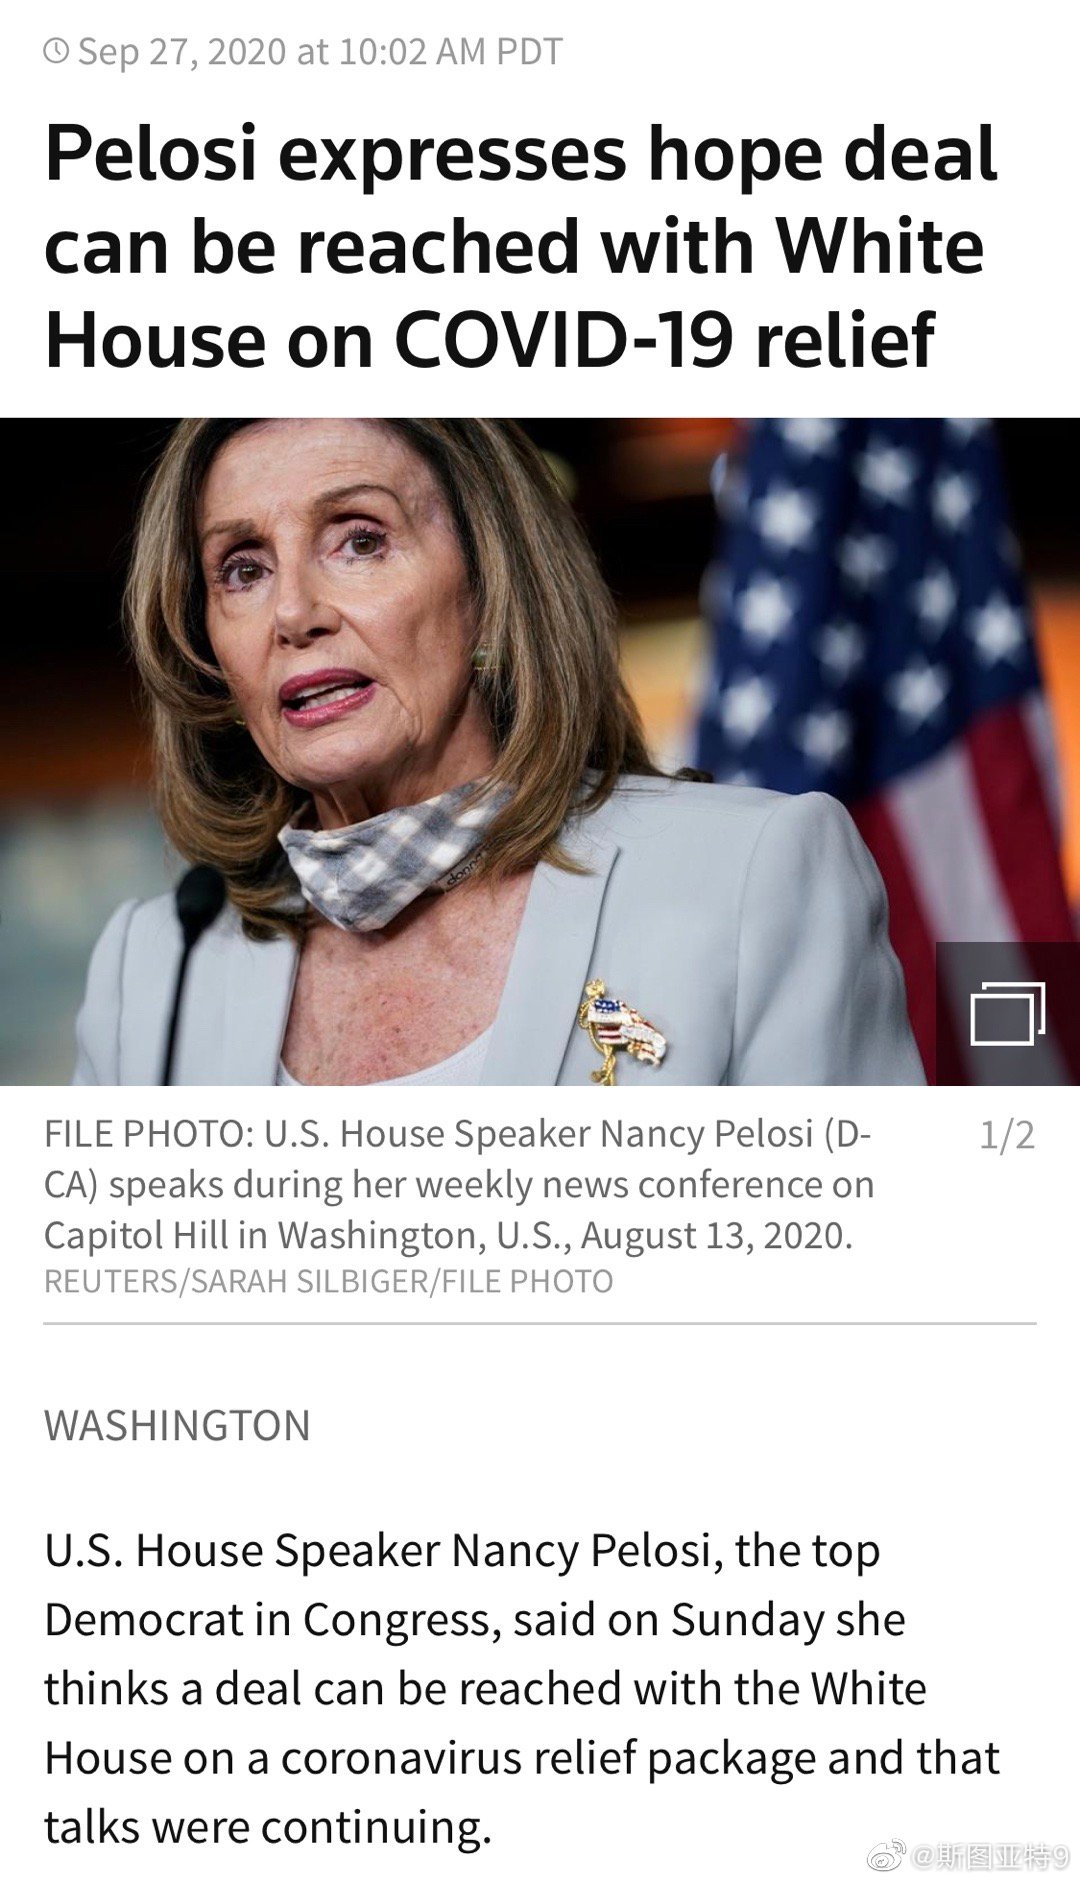 Sep 27, 2020 at 10:02 AM PDT
Pelosi expresses hope deal
can be reached with White
House on COVID-19 relief
donn
FILE PHOTO: U.S. House Speaker Nancy Pelosi (D-
CA) speaks during her weekly news conference on
Capitol Hill in Washington, U.S., August 13, 2020.
1/2
REUTERS/SARAH SILBIGER/FILE PHOTO
WASHINGTON
U.S. House Speaker Nancy Pelosi, the top
Democrat in Congress, said on Sunday she
thinks a deal can be reached with the White
House on a coronavirus relief package and that
talks were continuing.
@斯图亚特9